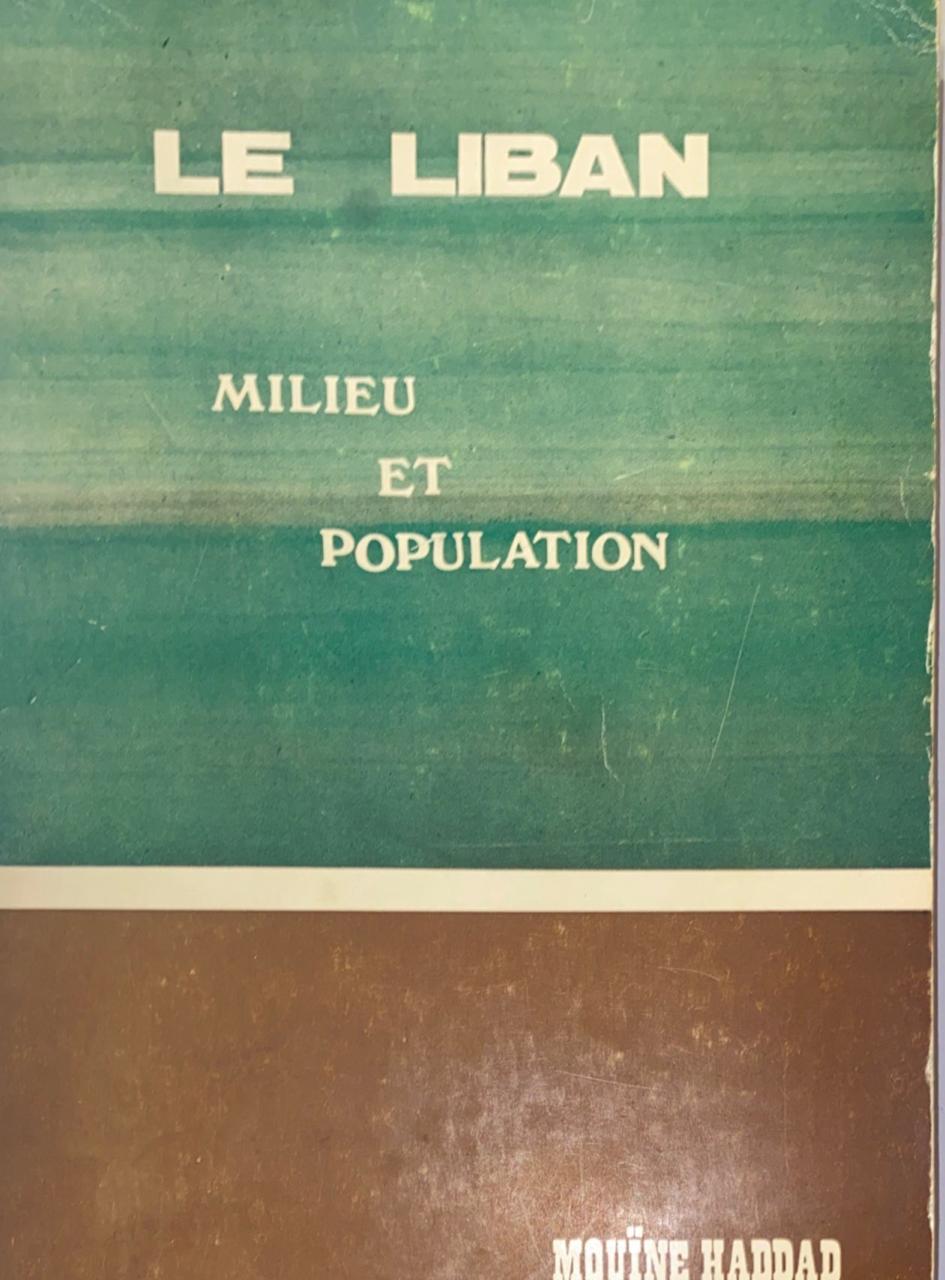 LE LIBAN
MILIEU
ET
POPULATION
MOUÏNE HADDAD